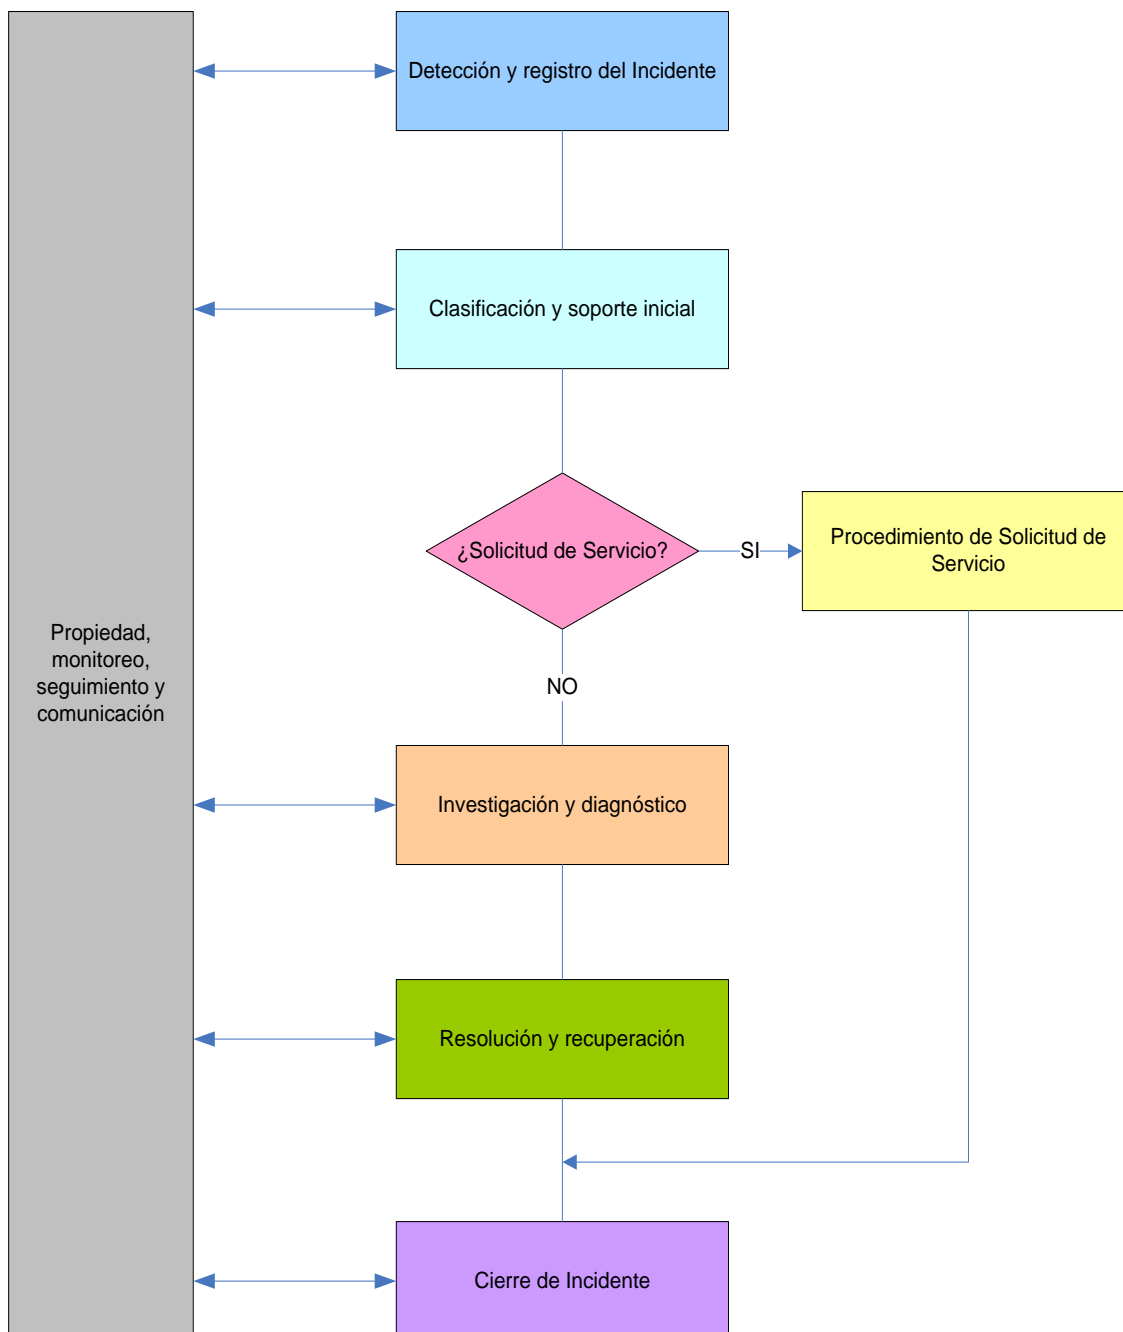 Detección y registro del Incidente
Clasificación y soporte inicial
¿Solicitud de Servicio?
SI
Procedimiento de Solicitud de
Servicio
Propiedad,
monitoreo,
seguimiento y
comunicación
NO
Investigación y diagnóstico
Resolución y recuperación
Cierre de Incidente